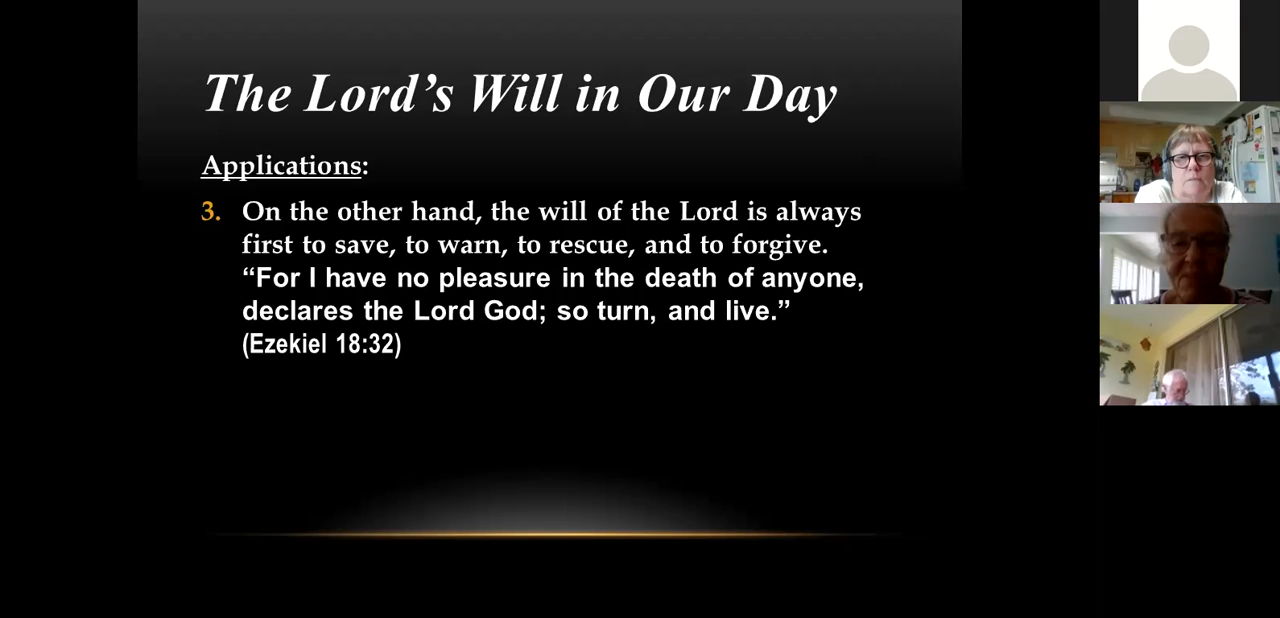 The Lord’s Will in Our Day
Applications:
3. On the other hand, the will of the Lord is always
first to save, to warn, to rescue, and to forgive.
“For I have no pleasure in the death of anyone,
declares the Lord God; so turn, and live.”
(Ezekiel 18:32)